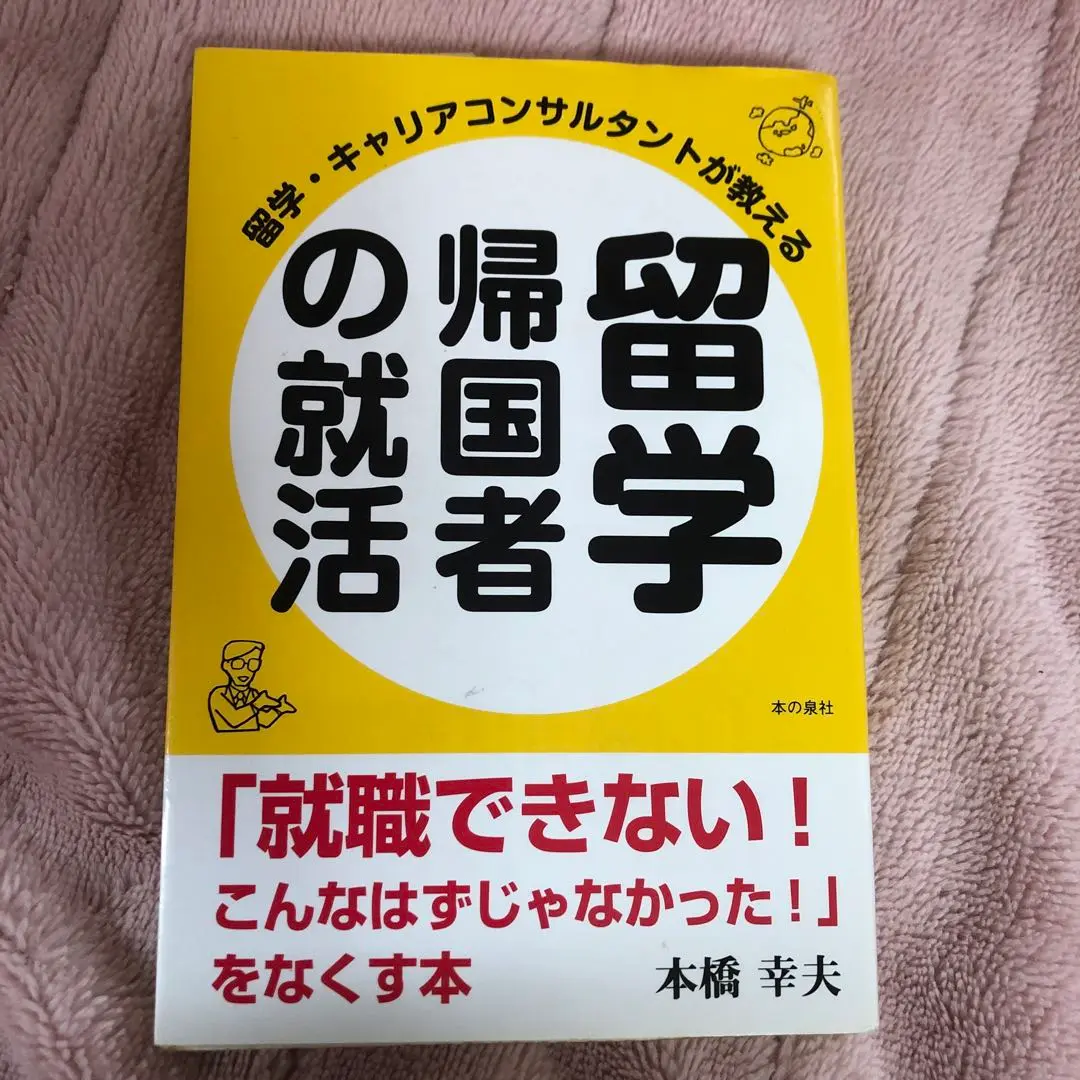 留学・キャリアコンサルタントが教える
留学
帰国者
の就活
本の泉社
「就職できない！
こんなはずじゃなかった！」
をなくす本
本橋 幸夫